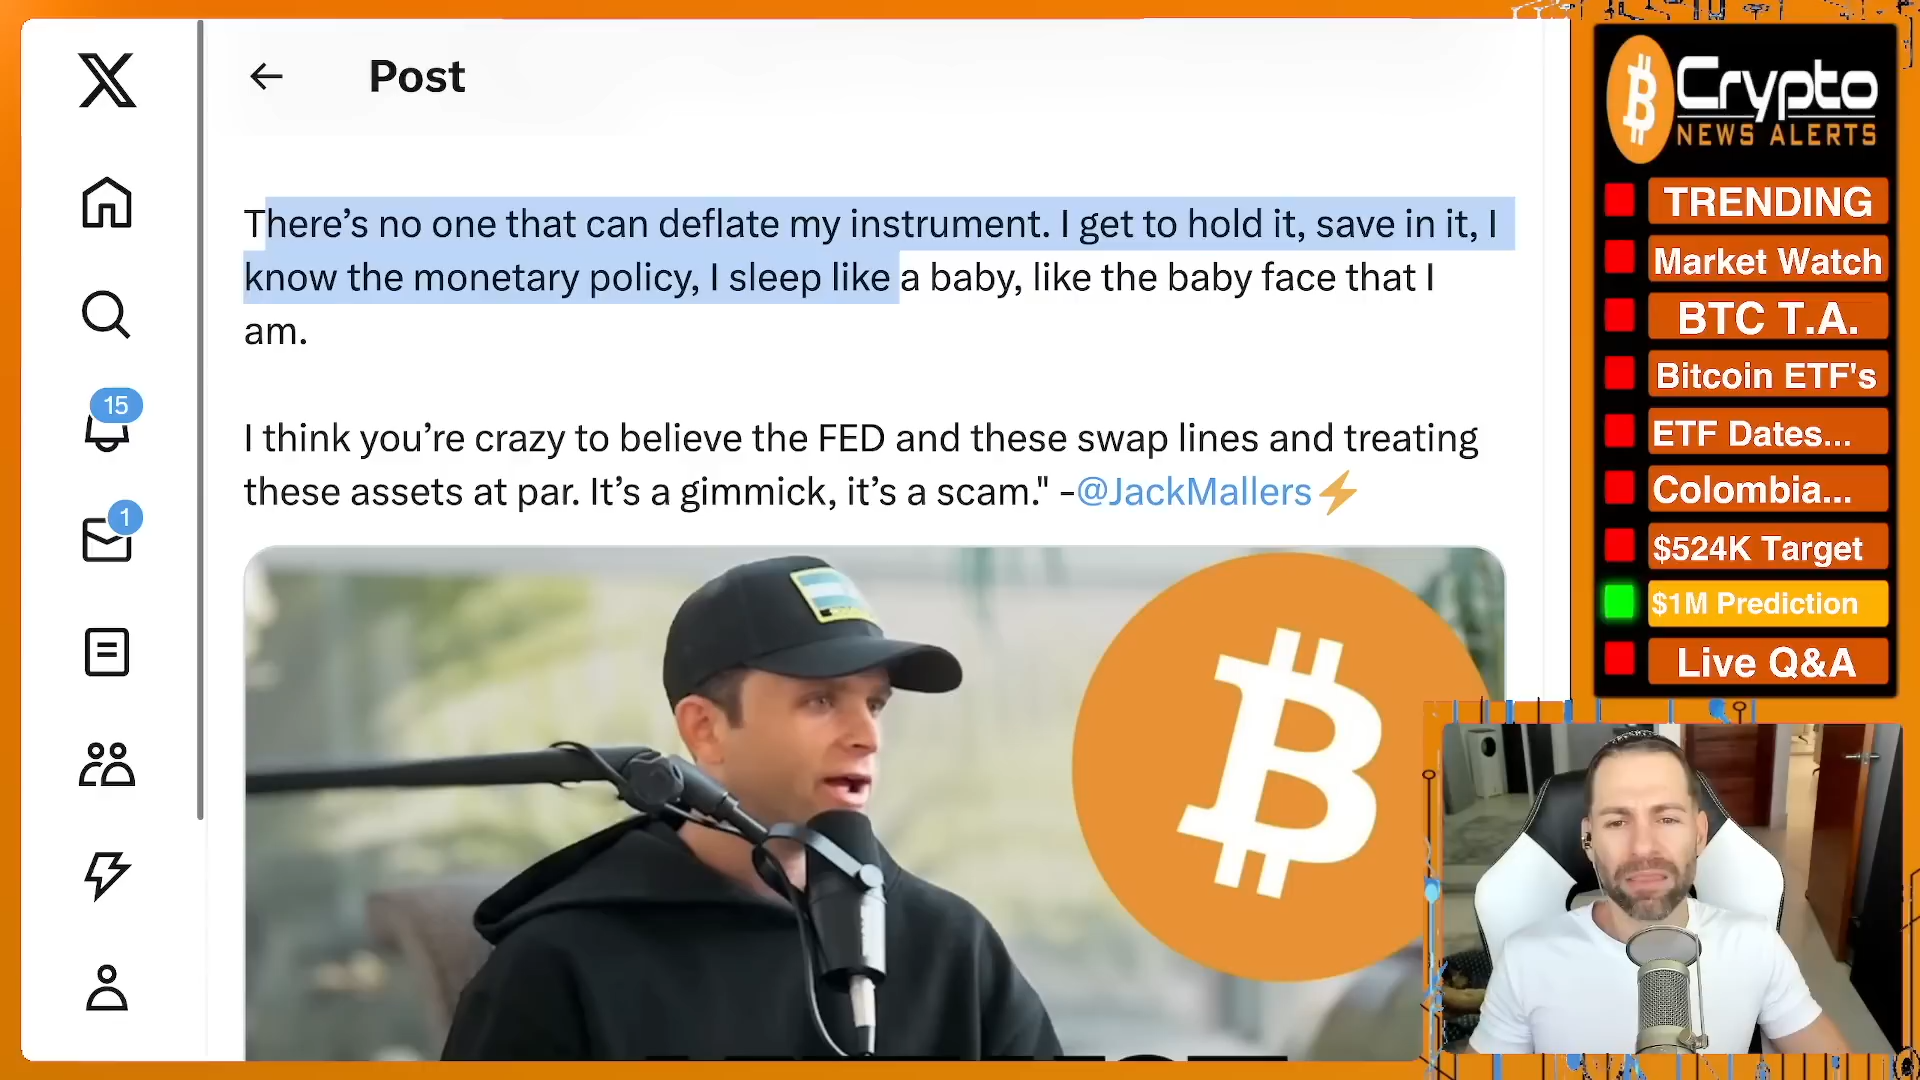 Post
There’s no one that can deflate my instrument. I get to hold it, save in it, I
know the monetary policy, I sleep like a baby, like the baby face that I
am.
I think you’re crazy to believe the FED and these swap lines and treating
these assets at par. It’s a gimmick, it’s a scam." -@JackMallers⚡
15
1
Crypto
NEWS ALERTS
TRENDING
Market Watch
BTC T.A.
Bitcoin ETF's
ETF Dates...
Colombia...
$524K Target
$1M Prediction
Live Q&A